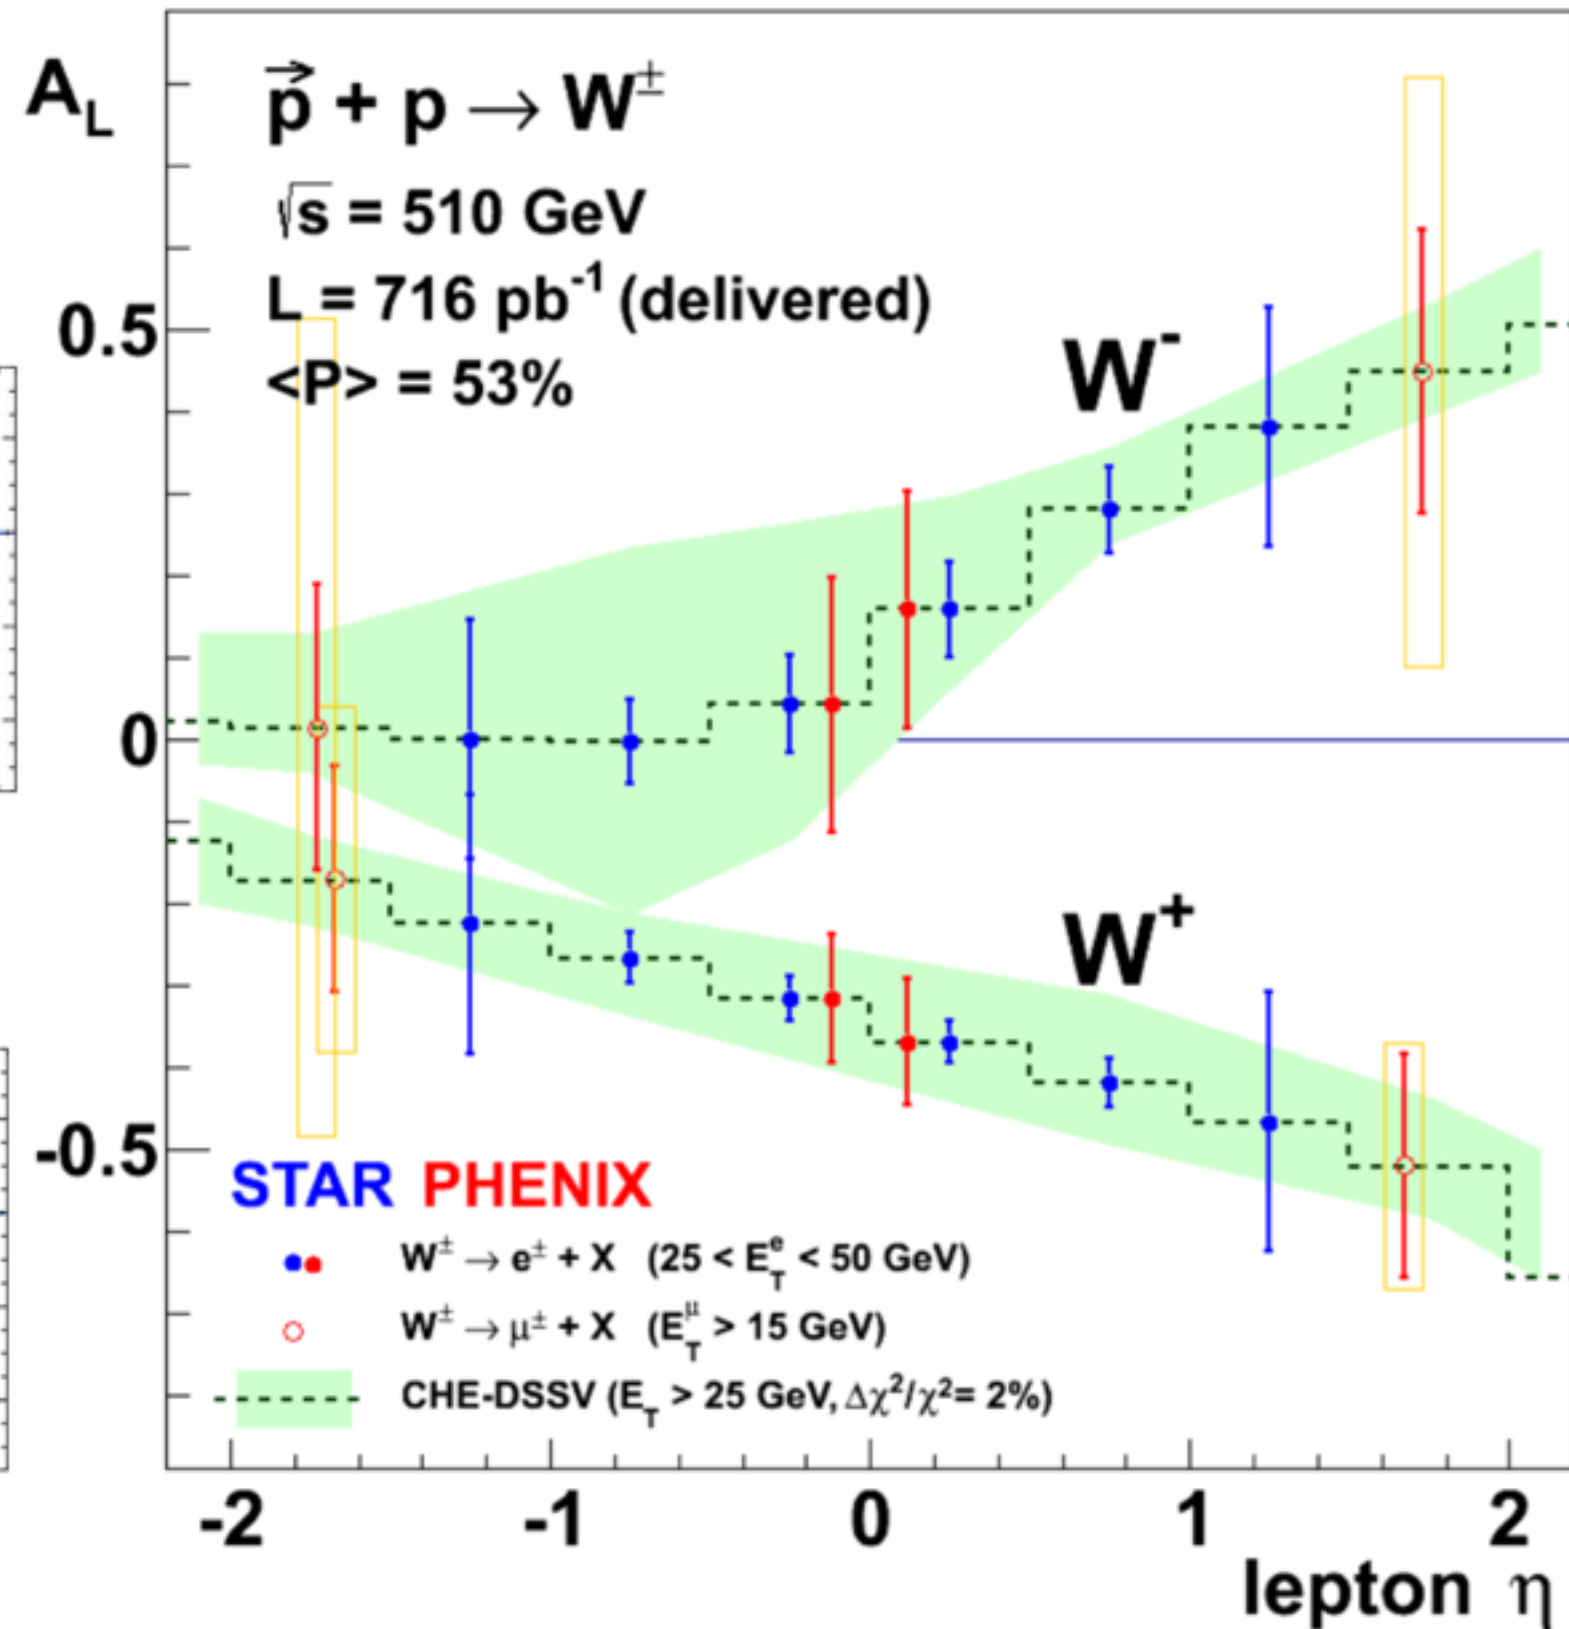 A_L
p⃗ + p → W^±
√s = 510 GeV
L = 716 pb^-1 (delivered)
<P> = 53%
0.5
0
-0.5
W^-
W^+
STAR PHENIX
W^± → e^± + X (25 < E_T^e < 50 GeV)
W^± → μ^± + X (E_T^μ > 15 GeV)
CHE-DSSV (E_T > 25 GeV, Δχ²/χ²= 2%)
-2 -1 0 1 2
lepton η